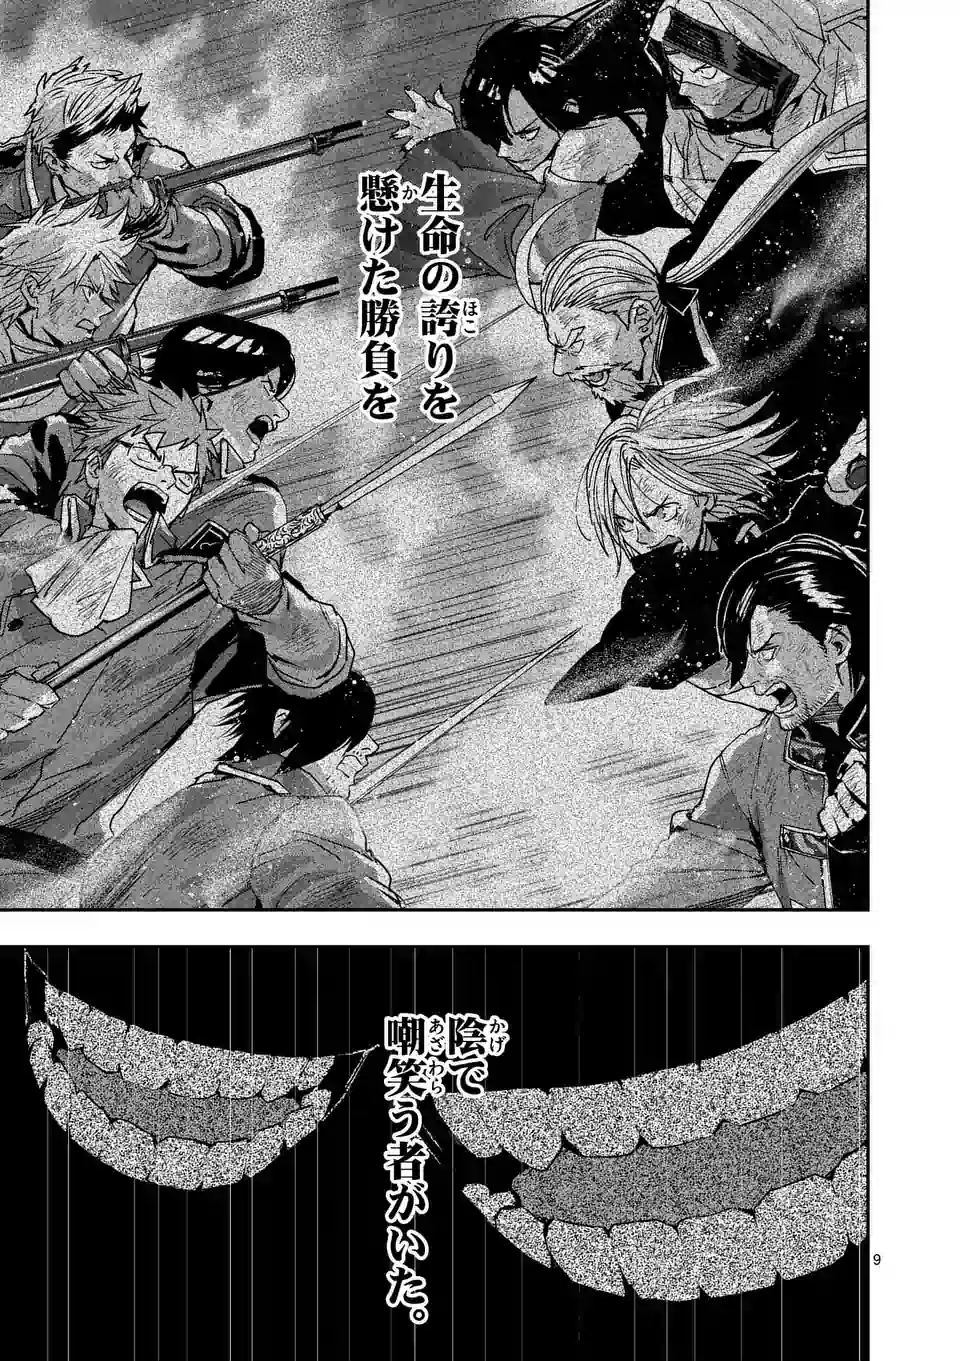 生命の誇りを
懸けた勝負を
陰で
嘲笑う者がいた。
9